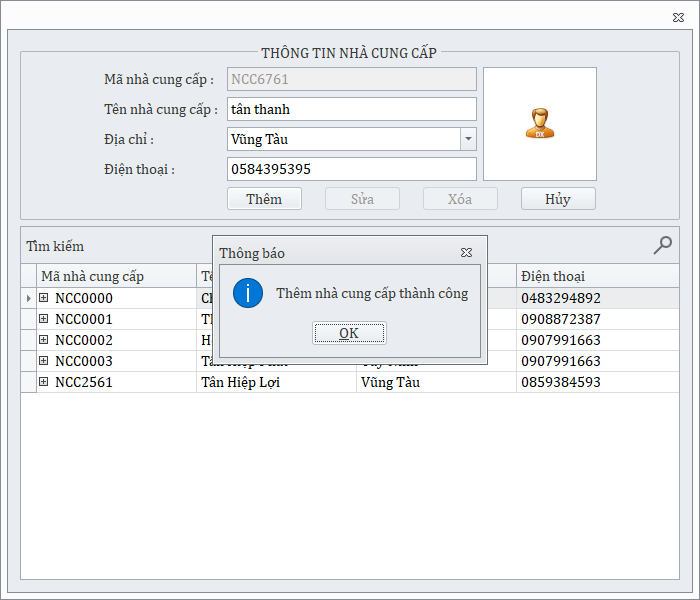 THÔNG TIN NHÀ CUNG CẤP
Mã nhà cung cấp : NCC6761
Tên nhà cung cấp : tân thanh
Địa chỉ : Vũng Tàu
Điện thoại : 0584395395
DX
Thêm Sửa Xóa Hủy
Tìm kiếm
Thông báo
Thêm nhà cung cấp thành công
OK
Mã nhà cung cấp Điện thoại
NCC0000 0483294892
NCC0001 0908872387
NCC0002 0907991663
NCC0003 0907991663
NCC2561 Tân Hiệp Lợi Vũng Tàu 0859384593